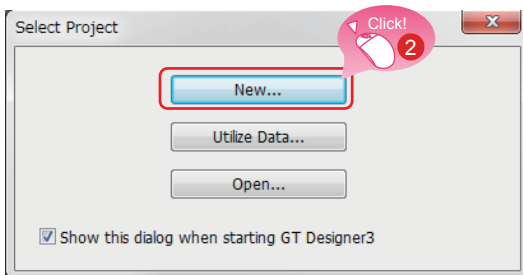 Select Project
Click!
2
New...
Utilize Data...
Open...
Show this dialog when starting GT Designer3